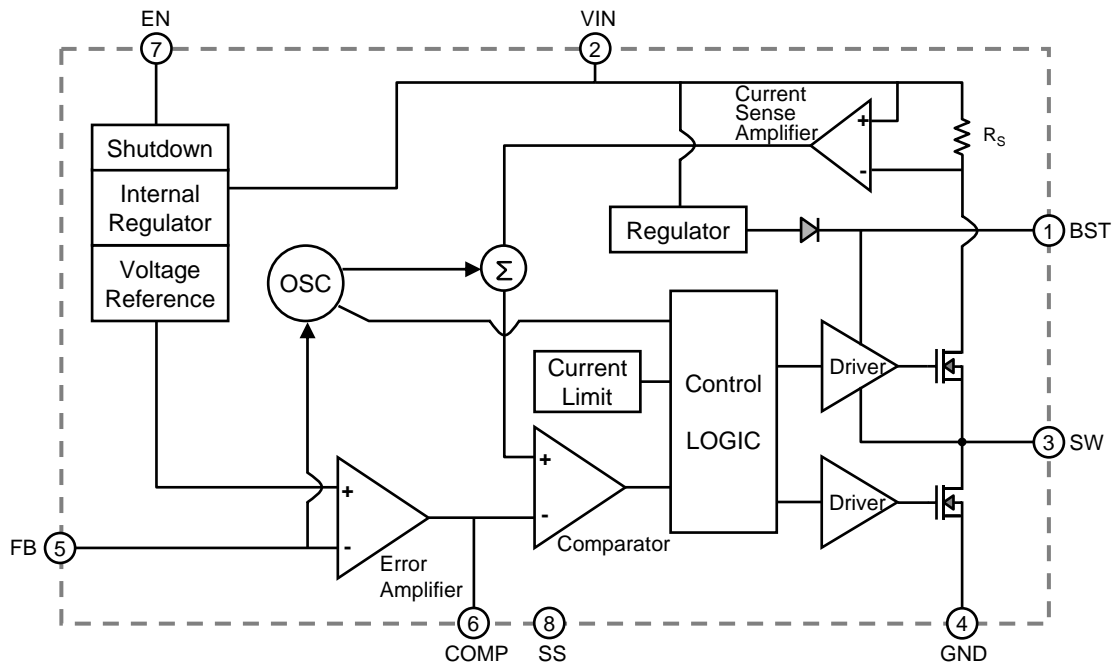 EN
7
VIN
2
Shutdown
Internal
Regulator
Voltage
Reference
Current
Sense
Amplifier
+
-
RS
Regulator
1
BST
OSC
Σ
Current
Limit
Control
LOGIC
Driver
3
SW
Driver
+
-
Comparator
+
-
Error
Amplifier
FB
5
6
COMP
8
SS
4
GND